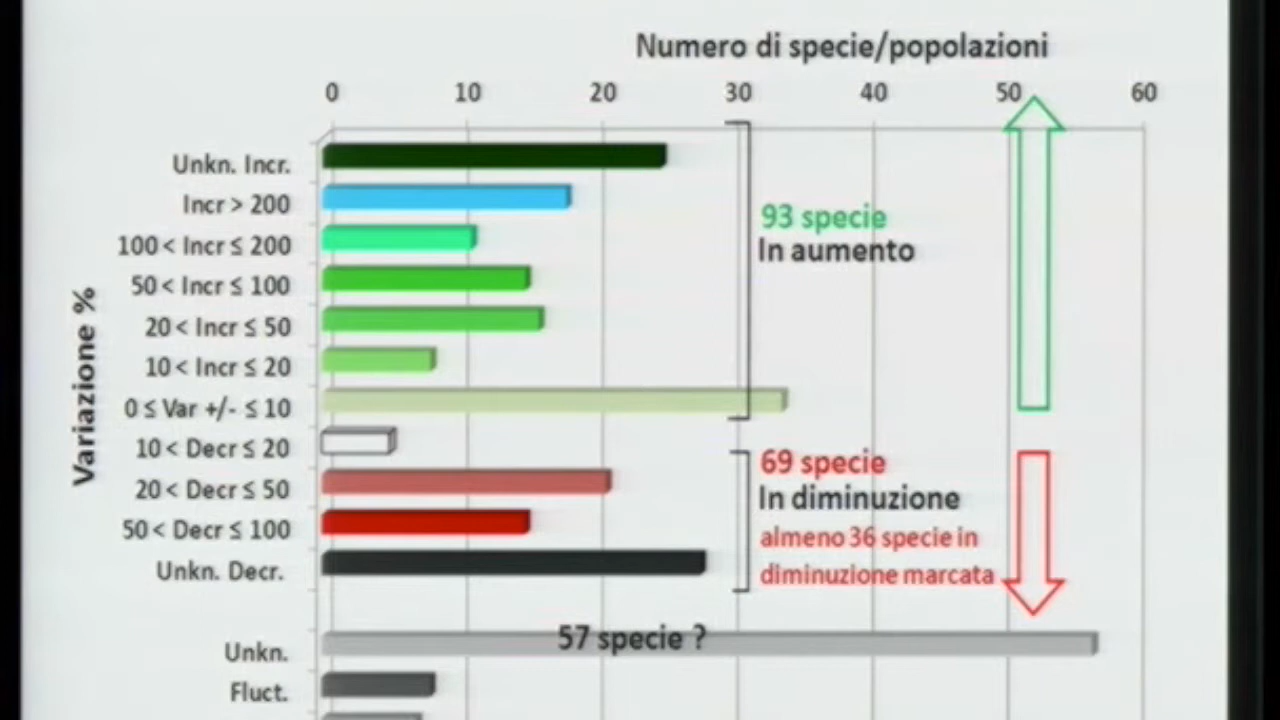 Numero di specie/popolazioni
0 10 20 30 40 50 60
Variazione %
Unkn. Incr.
Incr > 200
100 < Incr ≤ 200
50 < Incr ≤ 100
20 < Incr ≤ 50
10 < Incr ≤ 20
0 ≤ Var +/- ≤ 10
10 < Decr ≤ 20
20 < Decr ≤ 50
50 < Decr ≤ 100
Unkn. Decr.
Unkn.
Fluct.
93 specie
In aumento
69 specie
In diminuzione
almeno 36 specie in
diminuzione marcata
57 specie ?